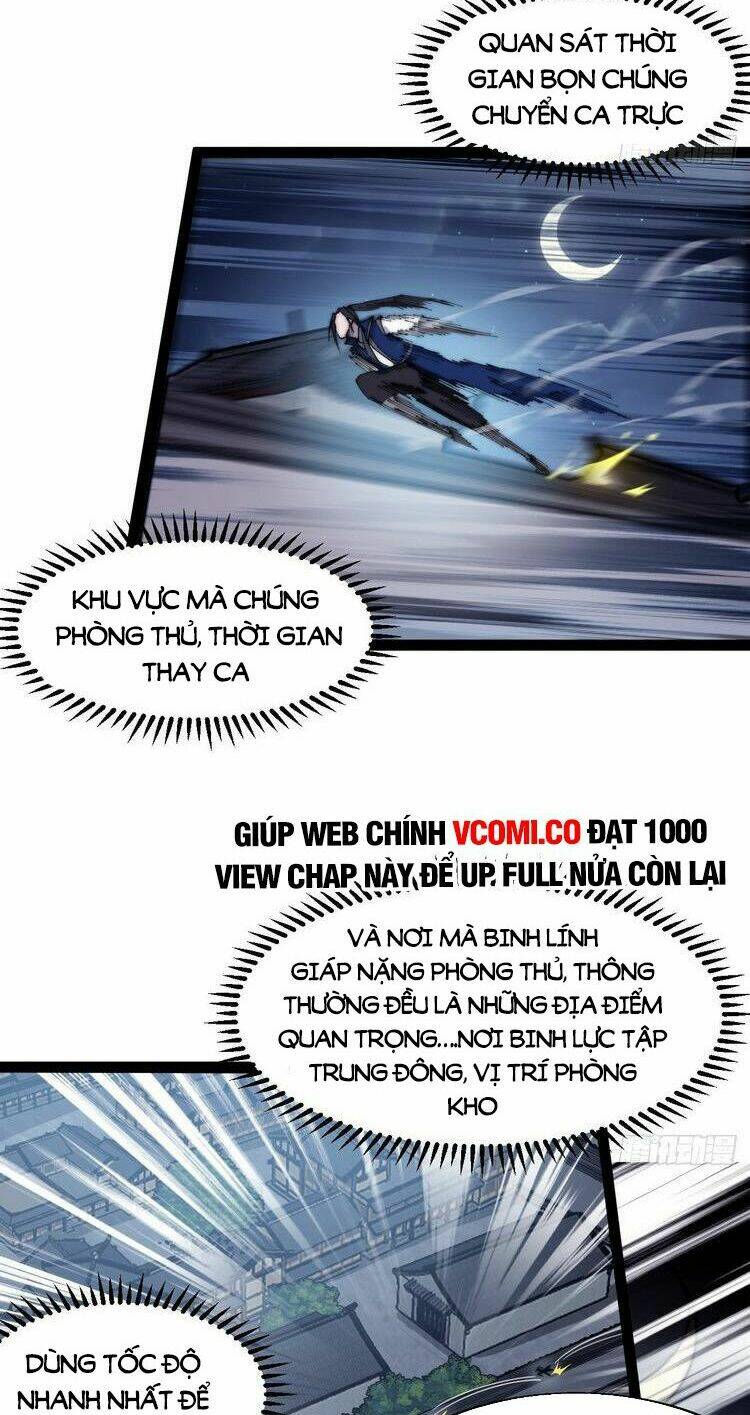 QUAN SÁT THỜI
GIAN BỌN CHÚNG
CHUYỂN CA TRỰC
KHU VỰC MÀ CHÚNG
PHÒNG THỦ, THỜI GIAN
THAY CA
GIÚP WEB CHÍNH VCOMI.CO ĐẠT 1000
VIEW CHAP NÀY ĐỂ UP FULL NỬA CÒN LẠI
VÀ NƠI MÀ BINH LÍNH
GIÁP NẶNG PHÒNG THỦ, THÔNG
THƯỜNG ĐỀU LÀ NHỮNG ĐỊA ĐIỂM
QUAN TRỌNG....NƠI BINH LỰC TẬP
TRUNG ĐÔNG, VỊ TRÍ PHÒNG
KHO
DÙNG TỐC ĐỘ
NHANH NHẤT ĐỂ